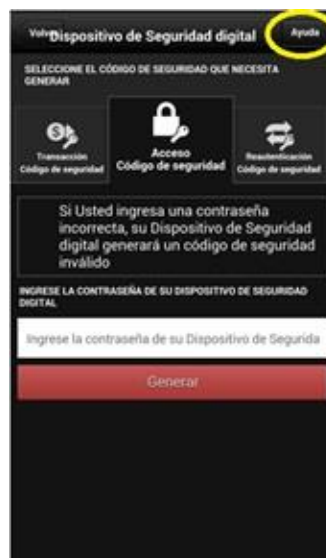 Volver
Dispositivo de Seguridad digital
Ayuda
SELECCIONE EL CÓDIGO DE SEGURIDAD QUE NECESITA
GENERAR
Transacción
Código de seguridad
Acceso
Código de seguridad
Reautenticación
Código de seguridad
Si Usted ingresa una contraseña
incorrecta, su Dispositivo de Seguridad
digital generará un código de seguridad
inválido
INGRESE LA CONTRASEÑA DE SU DISPOSITIVO DE SEGURIDAD
DIGITAL
Ingrese la contraseña de su Dispositivo de Segurida
Generar